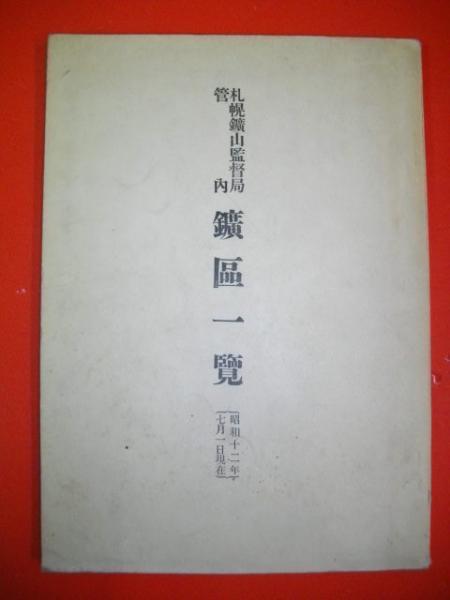 札幌鑛山監督局
管内
鑛區一覽
昭和十二年
七月一日現在